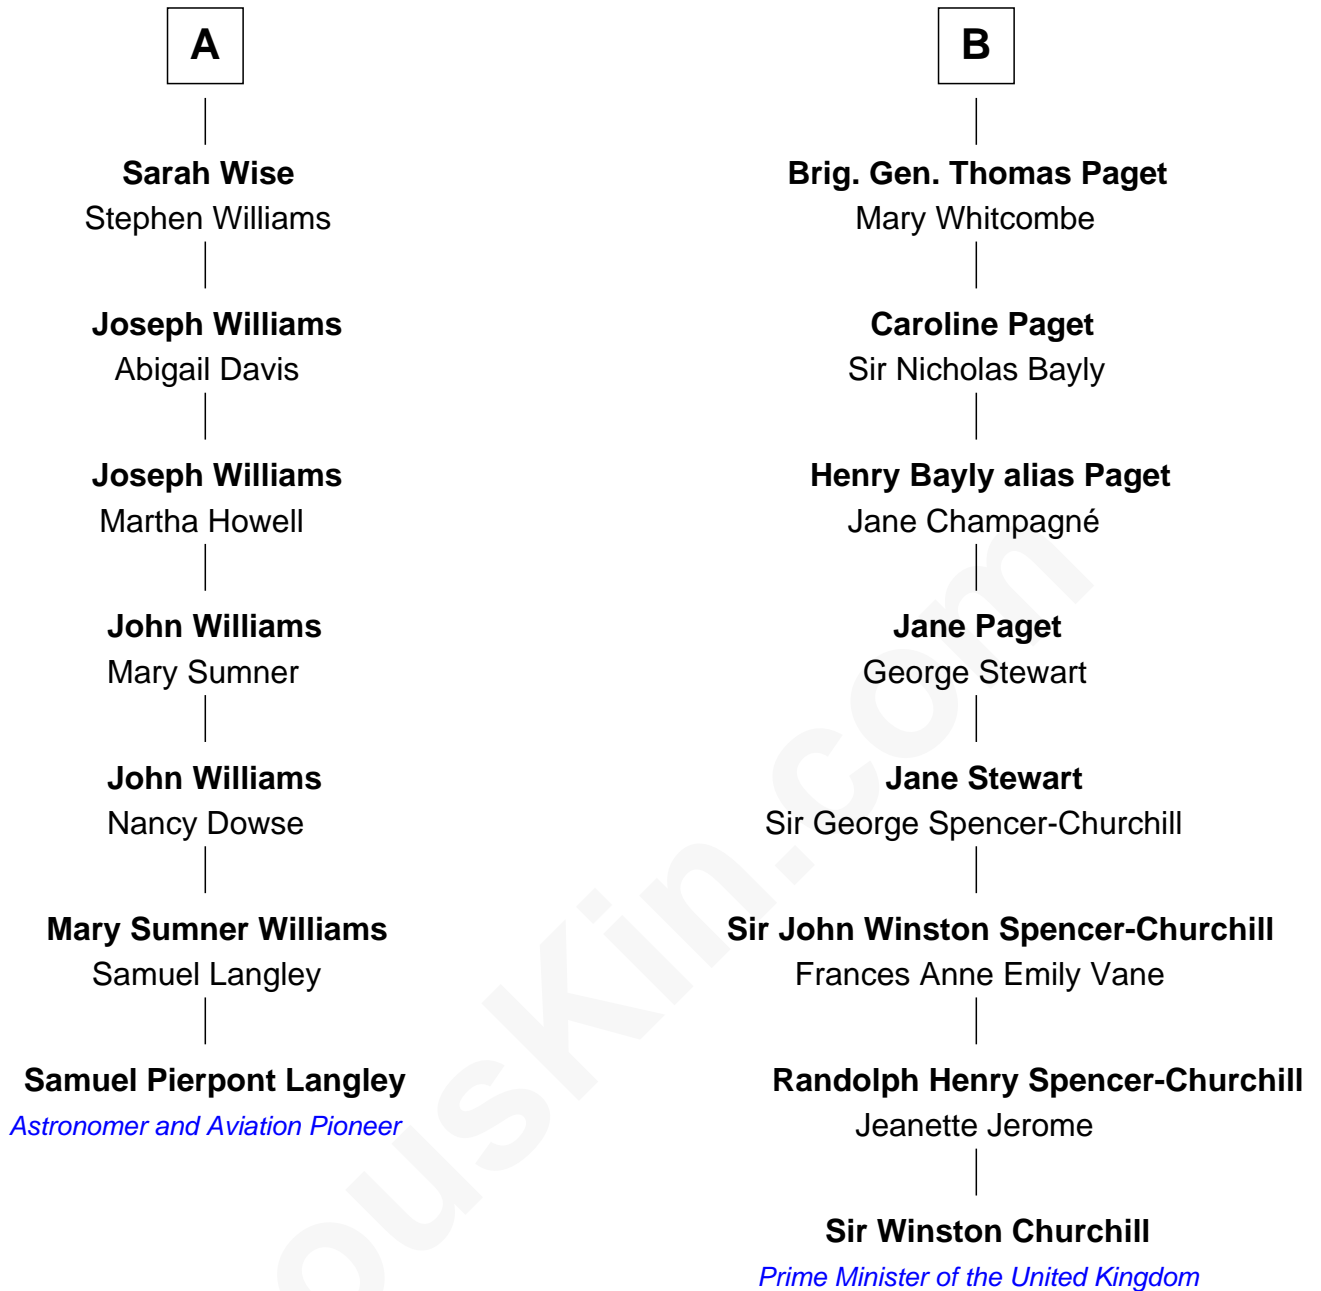 A
Sarah Wise
Stephen Williams
Joseph Williams
Abigail Davis
Joseph Williams
Martha Howell
John Williams
Mary Sumner
John Williams
Nancy Dowse
Mary Sumner Williams
Samuel Langley
Samuel Pierpont Langley
Astronomer and Aviation Pioneer
B
Brig. Gen. Thomas Paget
Mary Whitcombe
Caroline Paget
Sir Nicholas Bayly
Henry Bayly alias Paget
Jane Champagné
Jane Paget
George Stewart
Jane Stewart
Sir George Spencer-Churchill
Sir John Winston Spencer-Churchill
Frances Anne Emily Vane
Randolph Henry Spencer-Churchill
Jeanette Jerome
Sir Winston Churchill
Prime Minister of the United Kingdom
ousKin.com